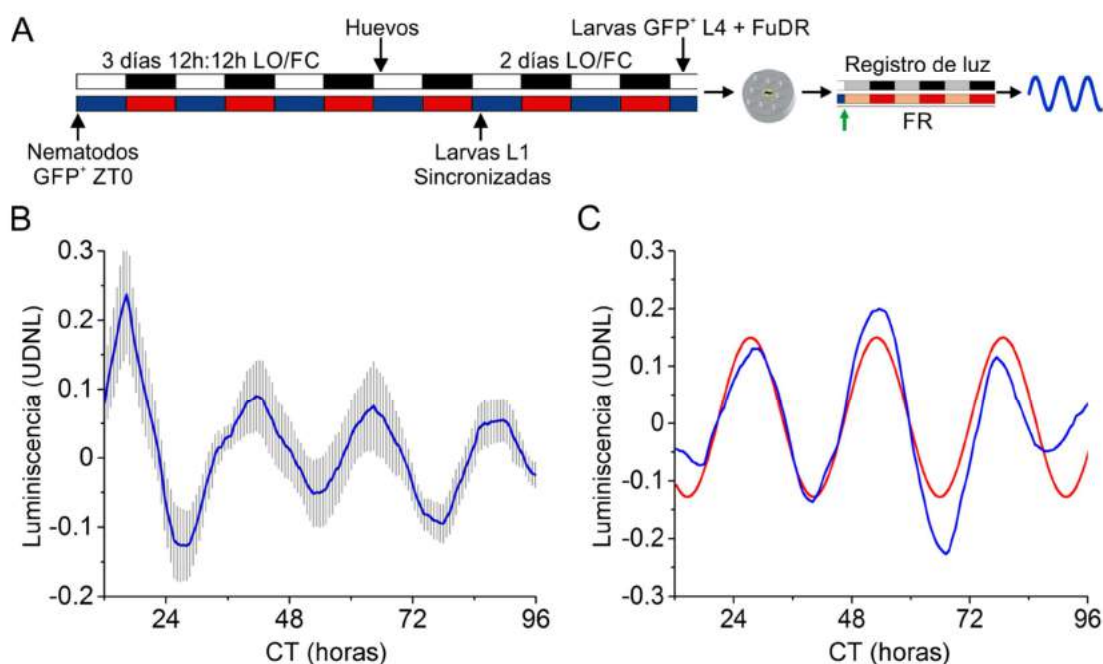 A
Huevos
Larvas GFP+ L4 + FuDR
3 días 12h:12h LO/FC
2 días LO/FC
Registro de luz
FR
Nematodos
GFP+ ZT0
Larvas L1
Sincronizadas
B
Luminiscencia (UDNL)
0.3
0.2
0.1
0
-0.1
-0.2
24
48
72
96
CT (horas)
C
Luminiscencia (UDNL)
0.3
0.2
0.1
0
-0.1
-0.2
-0.3
24
48
72
96
CT (horas)